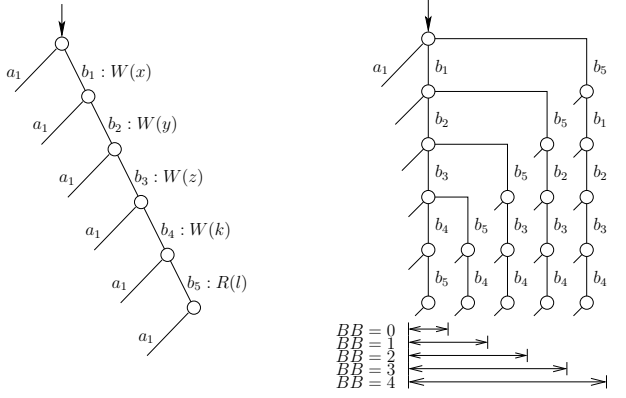 a₁
b₁ : W(x)
a₁
b₂ : W(y)
a₁
b₃ : W(z)
a₁
b₄ : W(k)
a₁
b₅ : R(l)
a₁
a₁
b₁
b₅
b₂
b₅
b₁
b₃
b₅
b₂
b₂
b₄
b₅
b₃
b₃
b₃
b₅
b₄
b₄
b₄
b₄
BB = 0
BB = 1
BB = 2
BB = 3
BB = 4